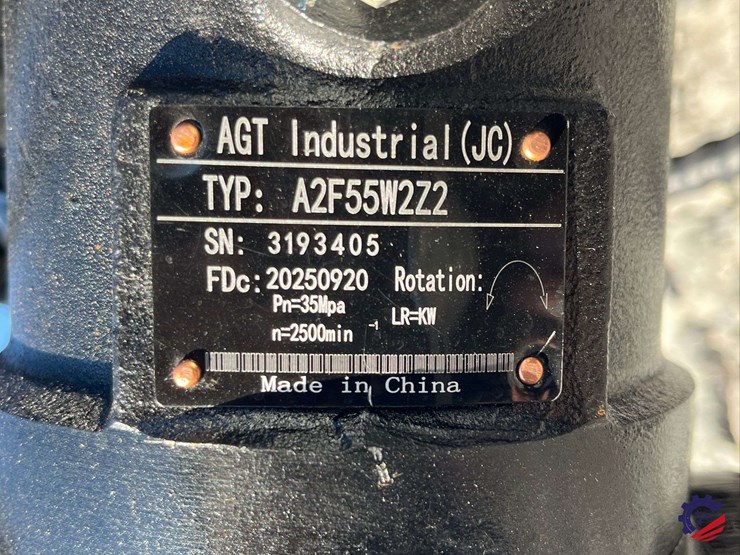 AGT Industrial(JC)
TYP: A2F55W2Z2
SN: 3193405
FDc: 20250920 Rotation:
Pn=35Mpa
n=2500min⁻¹ LR=KW
Made in China